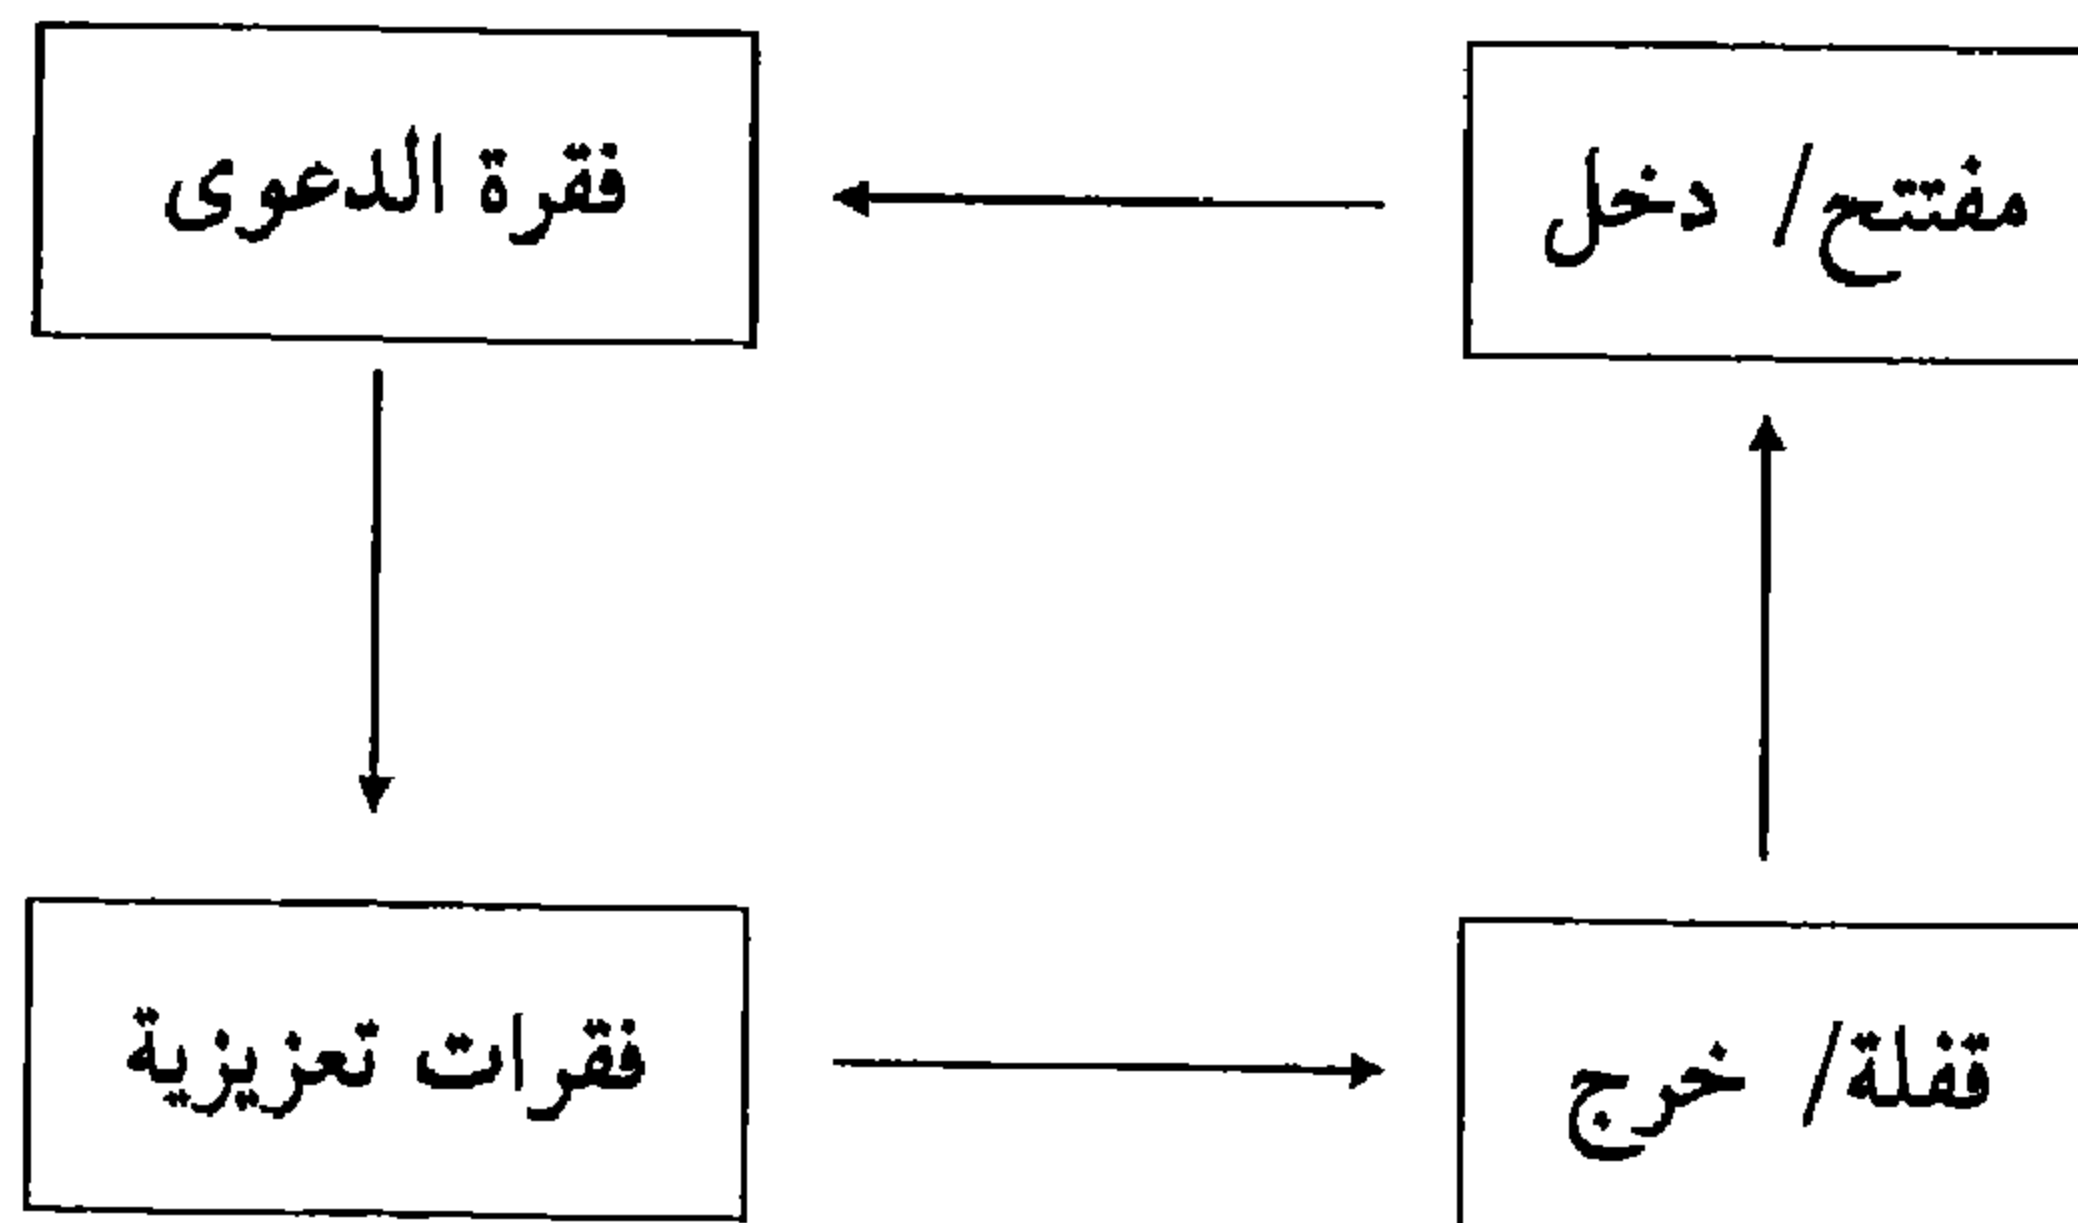 مفتتح/ دخل
فقرة الدعوى
فقرات تعزيزية
قفلة/ خرج